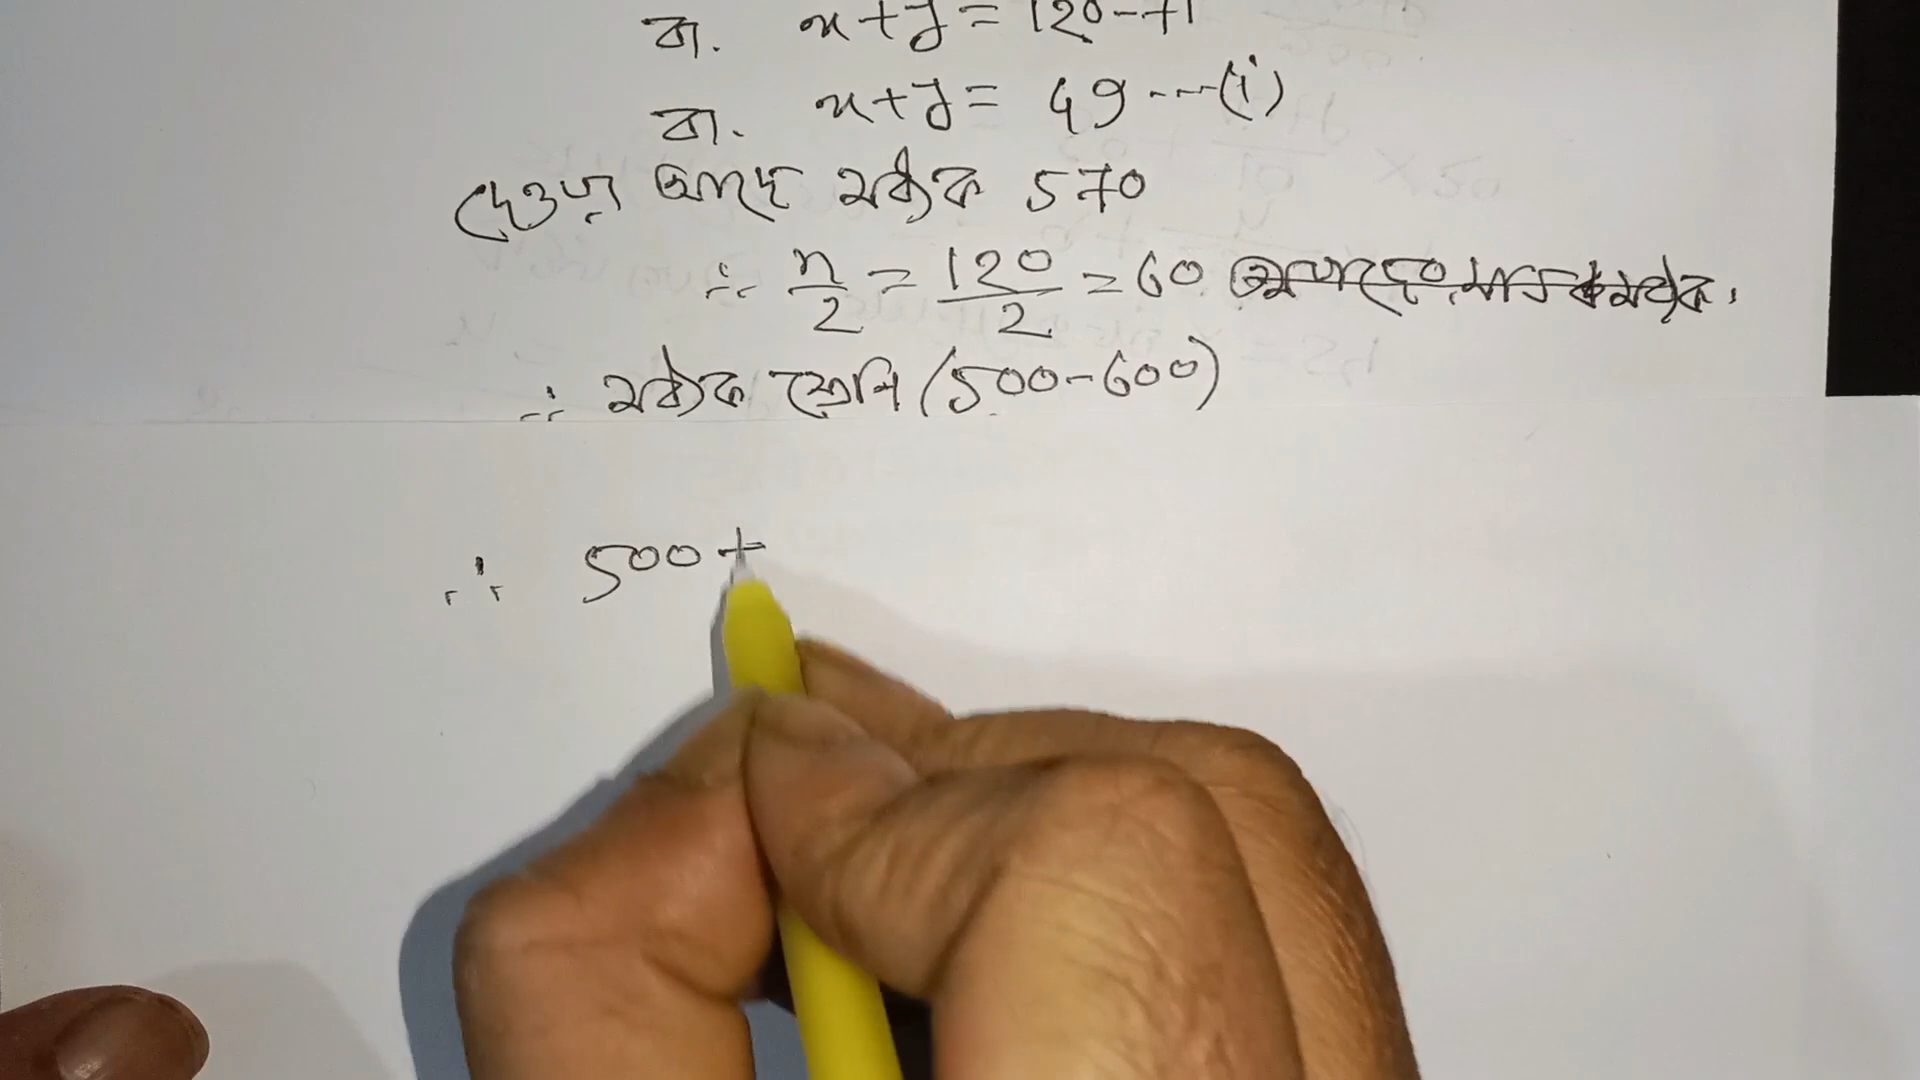 বা. x+y = 120-71
বা. x+y = 49 ---(i)
দেওয়া আছে মধ্যক 570
∴ n/2 = 120/2 = 60
∴ মধ্যক শ্রেণি (500-600)
∴ 500+